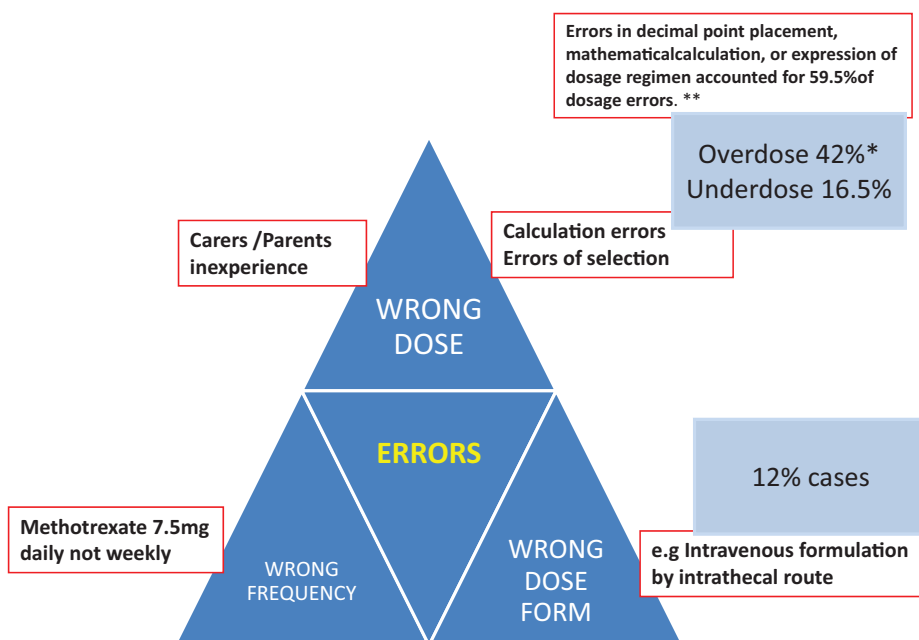 Errors in decimal point placement,
mathematicalcalculation, or expression of
dosage regimen accounted for 59.5%of
dosage errors. **
Overdose 42%*
Underdose 16.5%
Carers /Parents
inexperience
Calculation errors
Errors of selection
WRONG
DOSE
ERRORS
12% cases
Methotrexate 7.5mg
daily not weekly
WRONG
FREQUENCY
WRONG
DOSE
FORM
e.g Intravenous formulation
by intrathecal route